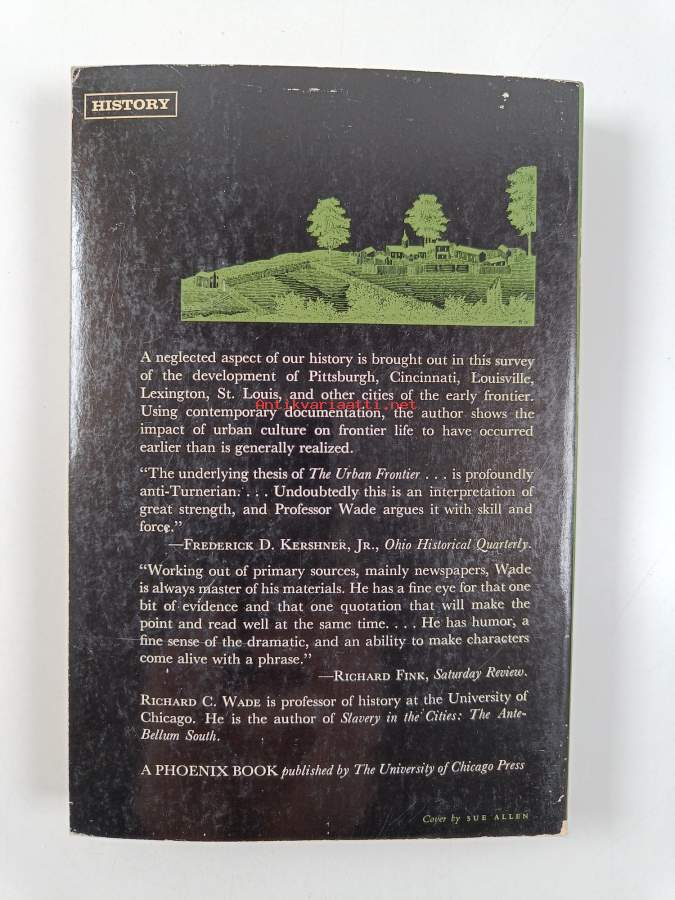 HISTORY
A neglected aspect of our history is brought out in this survey
of the development of Pittsburgh, Cincinnati, Louisville,
Lexington, St. Louis, and other cities of the early frontier.
Antikvariaatti.net
Using contemporary documentation, the author shows the
impact of urban culture on frontier life to have occurred
earlier than is generally realized.
“The underlying thesis of The Urban Frontier . . . is profoundly
anti-Turnerian. . . . Undoubtedly this is an interpretation of
great strength, and Professor Wade argues it with skill and
force.”
—FREDERICK D. KERSHNER, JR., Ohio Historical Quarterly.
“Working out of primary sources, mainly newspapers, Wade
is always master of his materials. He has a fine eye for that one
bit of evidence and that one quotation that will make the
point and read well at the same time. . . . He has humor, a
fine sense of the dramatic, and an ability to make characters
come alive with a phrase.”
—RICHARD FINK, Saturday Review.
RICHARD C. WADE is professor of history at the University of
Chicago. He is the author of Slavery in the Cities: The Ante-
Bellum South.
A PHOENIX BOOK published by The University of Chicago Press
Cover by SUE ALLEN